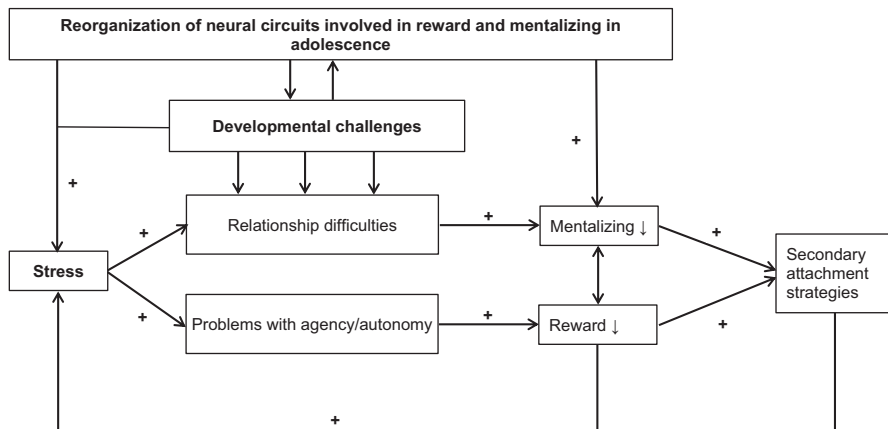 Reorganization of neural circuits involved in reward and mentalizing in
adolescence
Developmental challenges
+
+
+
Relationship difficulties
+
Mentalizing ↓
+
Stress
Secondary
attachment
strategies
+
Problems with agency/autonomy
+
Reward ↓
+
+